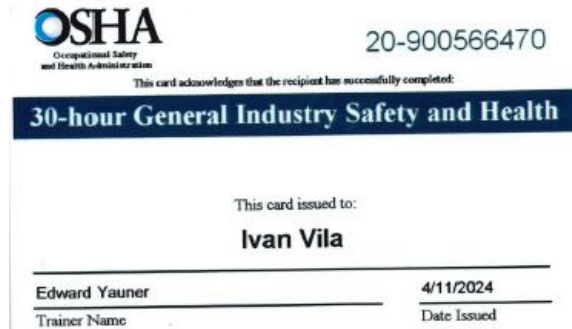 OSHA
Occupational Safety
and Health Administration
20-900566470
This card acknowledges that the recipient has successfully completed:
30-hour General Industry Safety and Health
This card issued to:
Ivan Vila
Edward Yauner
4/11/2024
Trainer Name
Date Issued